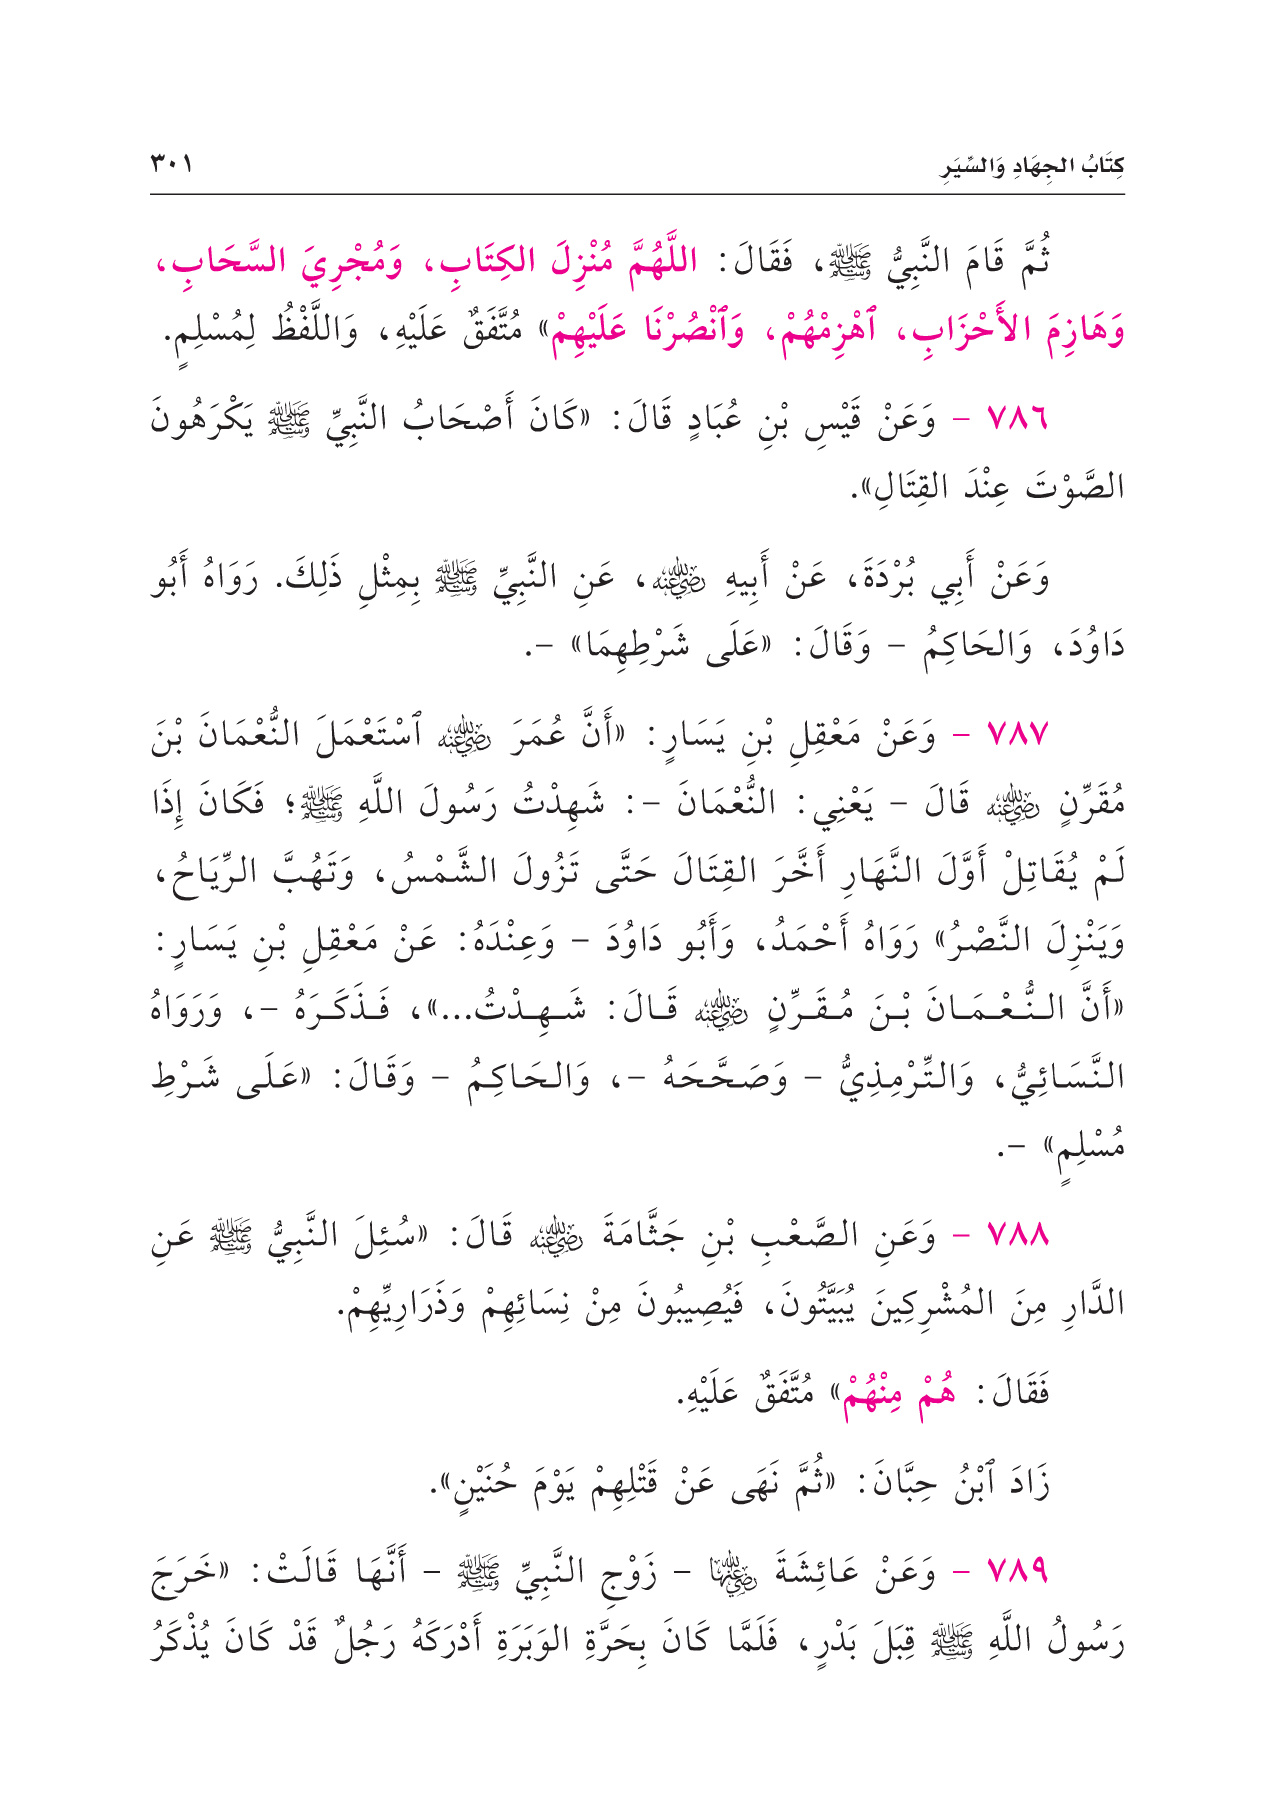 كِتَابُ الجِهَادِ وَالسِّيَرِ ٣٠١
ثُمَّ قَامَ النَّبِيُّ ﷺ، فَقَالَ: اللَّهُمَّ مُنْزِلَ الكِتَابِ، وَمُجْرِيَ السَّحَابِ،
وَهَازِمَ الأَحْزَابِ، ٱهْزِمْهُمْ، وَٱنْصُرْنَا عَلَيْهِمْ» مُتَّفَقٌ عَلَيْهِ، وَاللَّفْظُ لِمُسْلِمٍ.
٧٨٦ - وَعَنْ قَيْسِ بْنِ عُبَادٍ قَالَ: «كَانَ أَصْحَابُ النَّبِيِّ ﷺ يَكْرَهُونَ
الصَّوْتَ عِنْدَ القِتَالِ».
وَعَنْ أَبِي بُرْدَةَ، عَنْ أَبِيهِ رضي الله عنه، عَنِ النَّبِيِّ ﷺ بِمِثْلِ ذَلِكَ. رَوَاهُ أَبُو
دَاوُدَ، وَالحَاكِمُ - وَقَالَ: «عَلَى شَرْطِهِمَا» -.
٧٨٧ - وَعَنْ مَعْقِلِ بْنِ يَسَارٍ: «أَنَّ عُمَرَ رضي الله عنه ٱسْتَعْمَلَ النُّعْمَانَ بْنَ
مُقَرِّنٍ رضي الله عنه قَالَ - يَعْنِي: النُّعْمَانَ -: شَهِدْتُ رَسُولَ اللَّهِ ﷺ؛ فَكَانَ إِذَا
لَمْ يُقَاتِلْ أَوَّلَ النَّهَارِ أَخَّرَ القِتَالَ حَتَّى تَزُولَ الشَّمْسُ، وَتَهُبَّ الرِّيَاحُ،
وَيَنْزِلَ النَّصْرُ» رَوَاهُ أَحْمَدُ، وَأَبُو دَاوُدَ - وَعِنْدَهُ: عَنْ مَعْقِلِ بْنِ يَسَارٍ:
«أَنَّ النُّعْمَانَ بْنَ مُقَرِّنٍ رضي الله عنه قَالَ: شَهِدْتُ...»، فَذَكَرَهُ -، وَرَوَاهُ
النَّسَائِيُّ، وَالتِّرْمِذِيُّ - وَصَحَّحَهُ -، وَالحَاكِمُ - وَقَالَ: «عَلَى شَرْطِ
مُسْلِمٍ» -.
٧٨٨ - وَعَنِ الصَّعْبِ بْنِ جَثَّامَةَ رضي الله عنه قَالَ: «سُئِلَ النَّبِيُّ ﷺ عَنِ
الدَّارِ مِنَ المُشْرِكِينَ يُبَيَّتُونَ، فَيُصِيبُونَ مِنْ نِسَائِهِمْ وَذَرَارِيِّهِمْ.
فَقَالَ: هُمْ مِنْهُمْ» مُتَّفَقٌ عَلَيْهِ.
زَادَ ٱبْنُ حِبَّانَ: «ثُمَّ نَهَى عَنْ قَتْلِهِمْ يَوْمَ حُنَيْنٍ».
٧٨٩ - وَعَنْ عَائِشَةَ رضي الله عنها - زَوْجِ النَّبِيِّ ﷺ - أَنَّهَا قَالَتْ: «خَرَجَ
رَسُولُ اللَّهِ ﷺ قِبَلَ بَدْرٍ، فَلَمَّا كَانَ بِحَرَّةِ الوَبَرَةِ أَدْرَكَهُ رَجُلٌ قَدْ كَانَ يُذْكَرُ